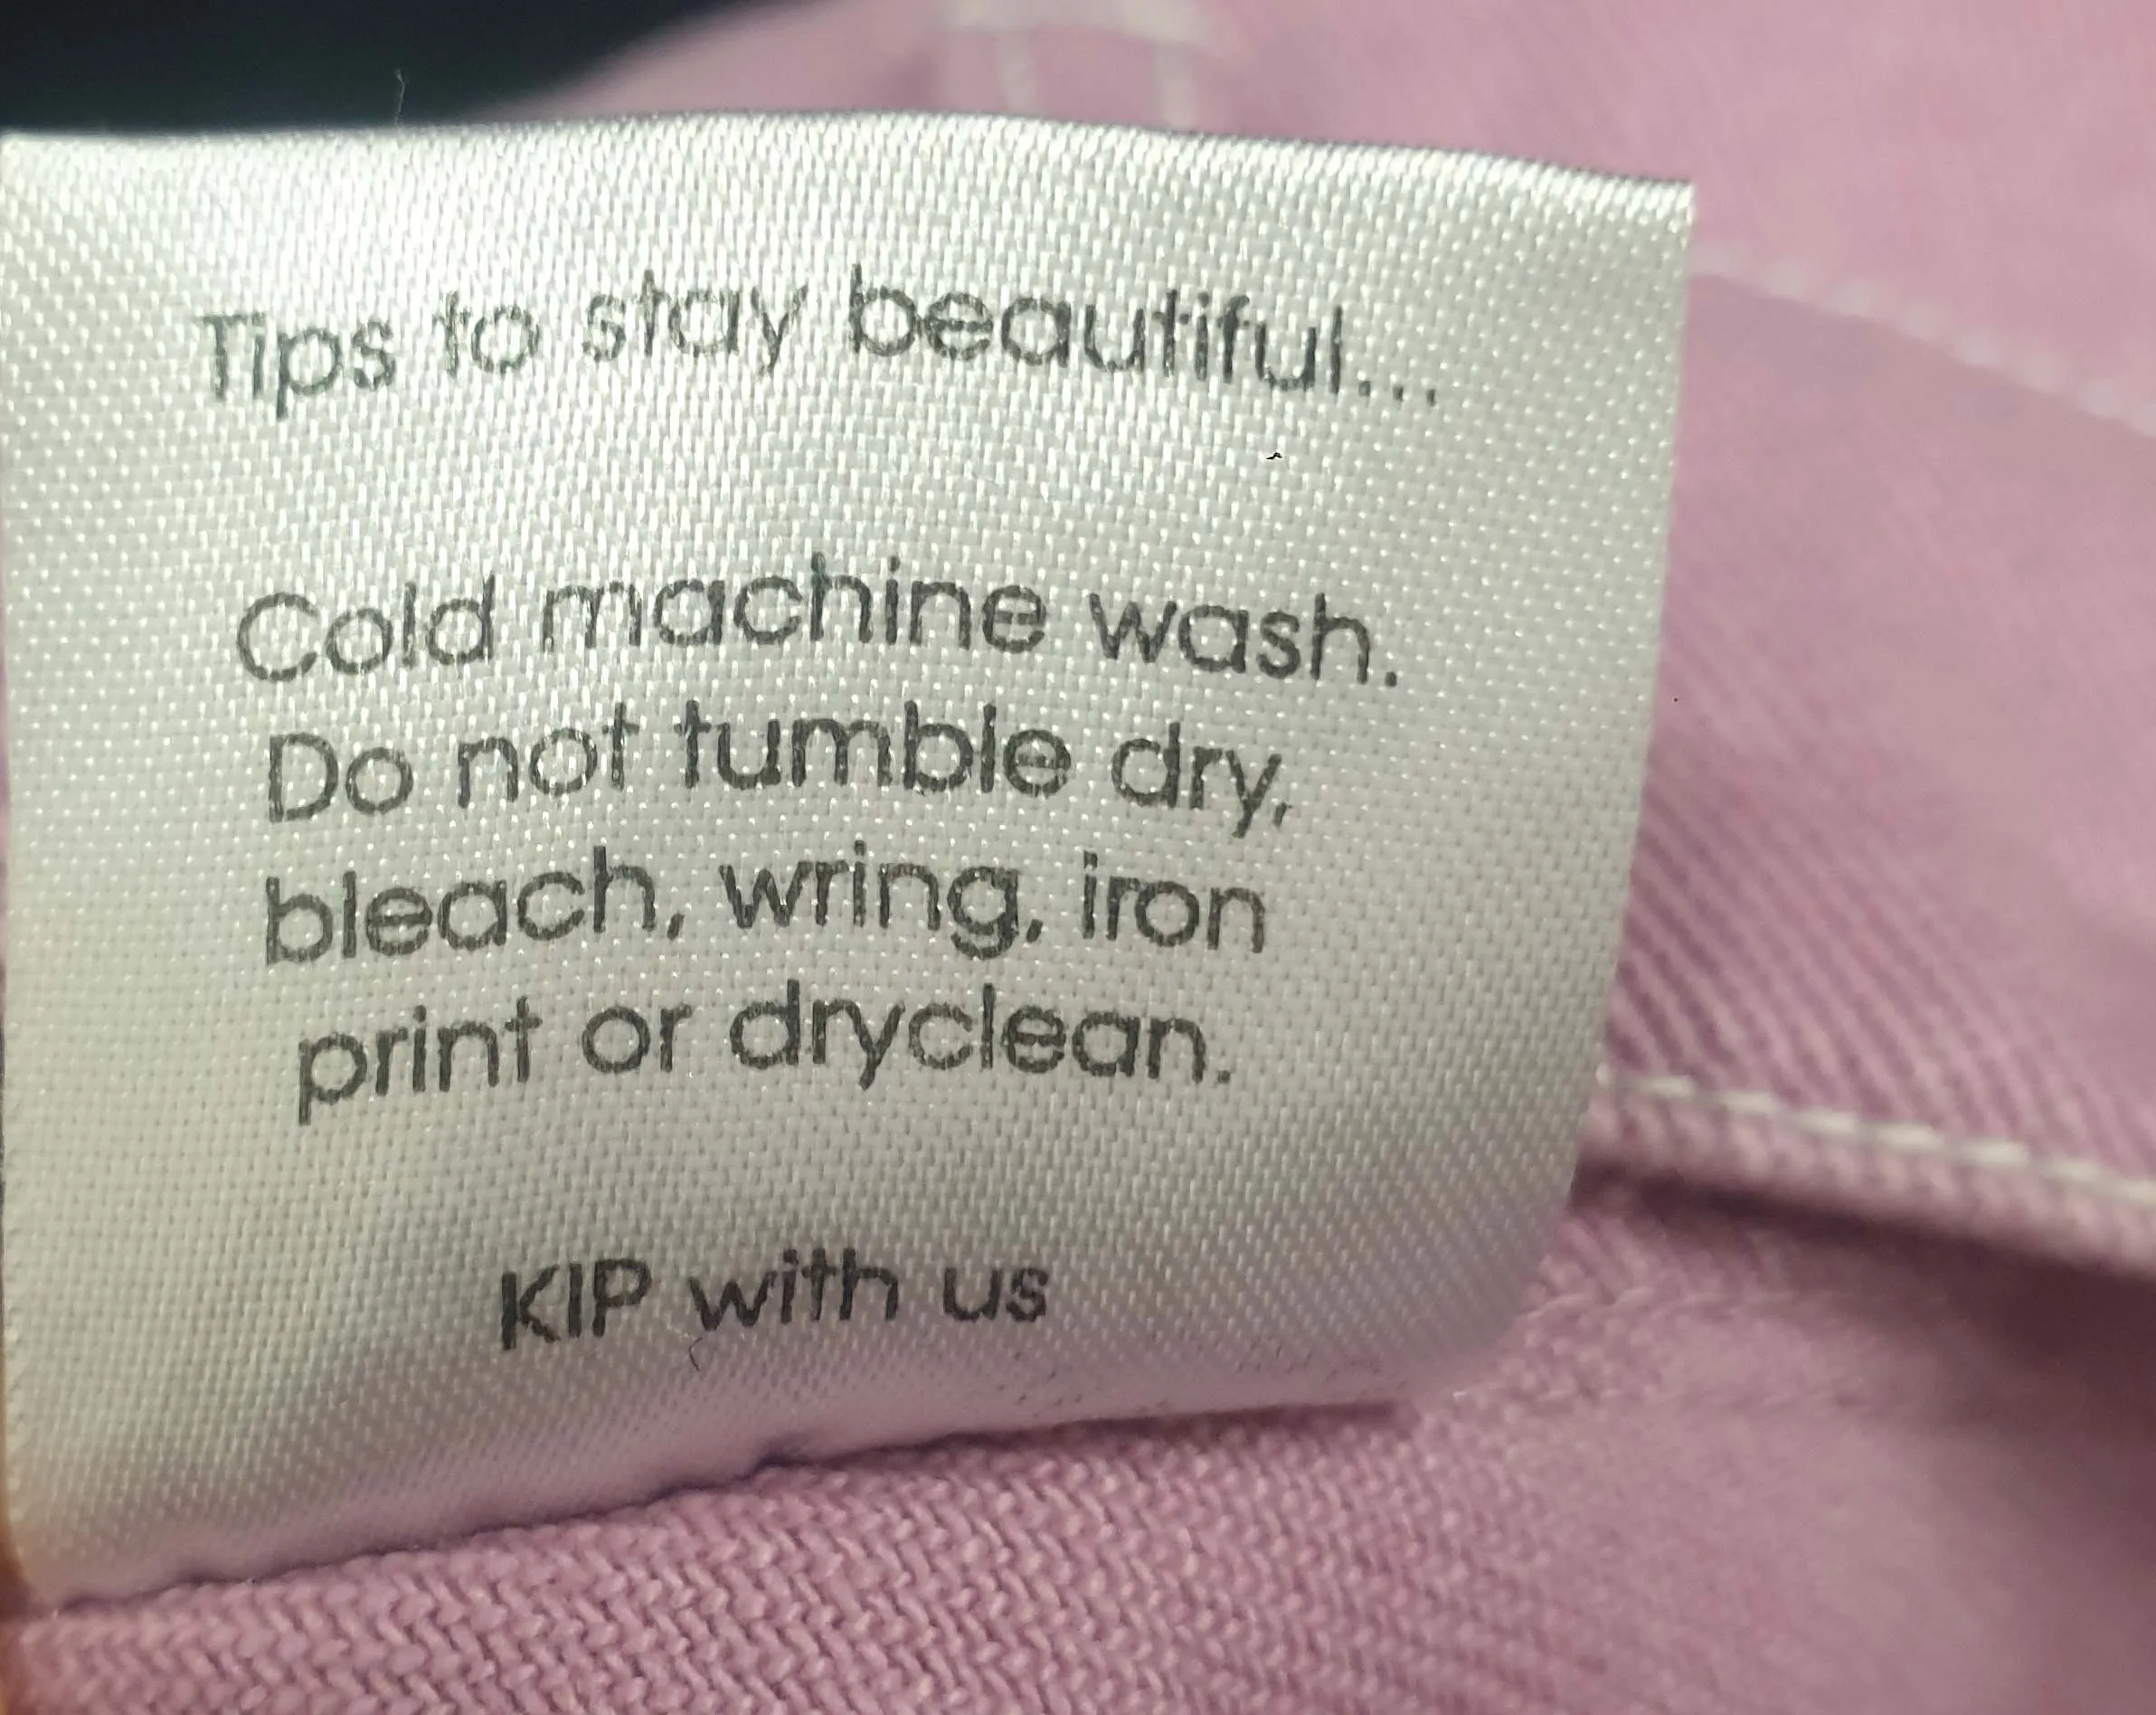 Tips to stay beautiful...
Cold machine wash.
Do not tumble dry,
bleach, wring, iron
print or dryclean.
KIP with us